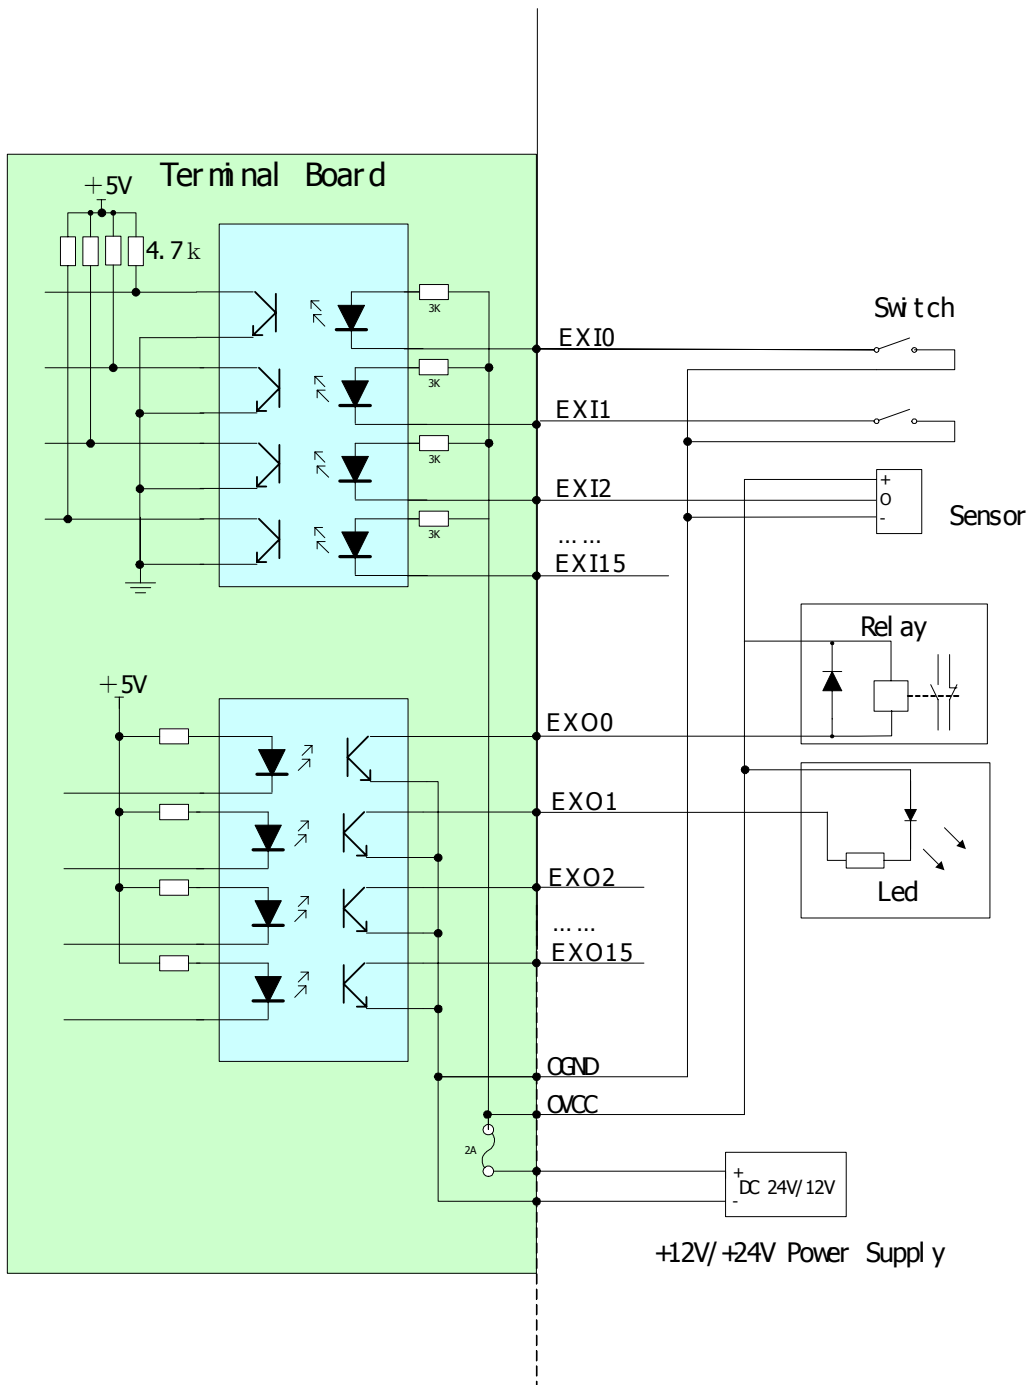 Terminal Board
+5V
4.7k
3K
Switch
EXI0
3K
EXI1
3K
+
EXI2
O
Sensor
-
3K
......
EXI15
Relay
+5V
EXO0
EXO1
EXO2
Led
......
EXO15
OGND
OVCC
2A
+
DC 24V/12V
-
+12V/+24V Power Supply